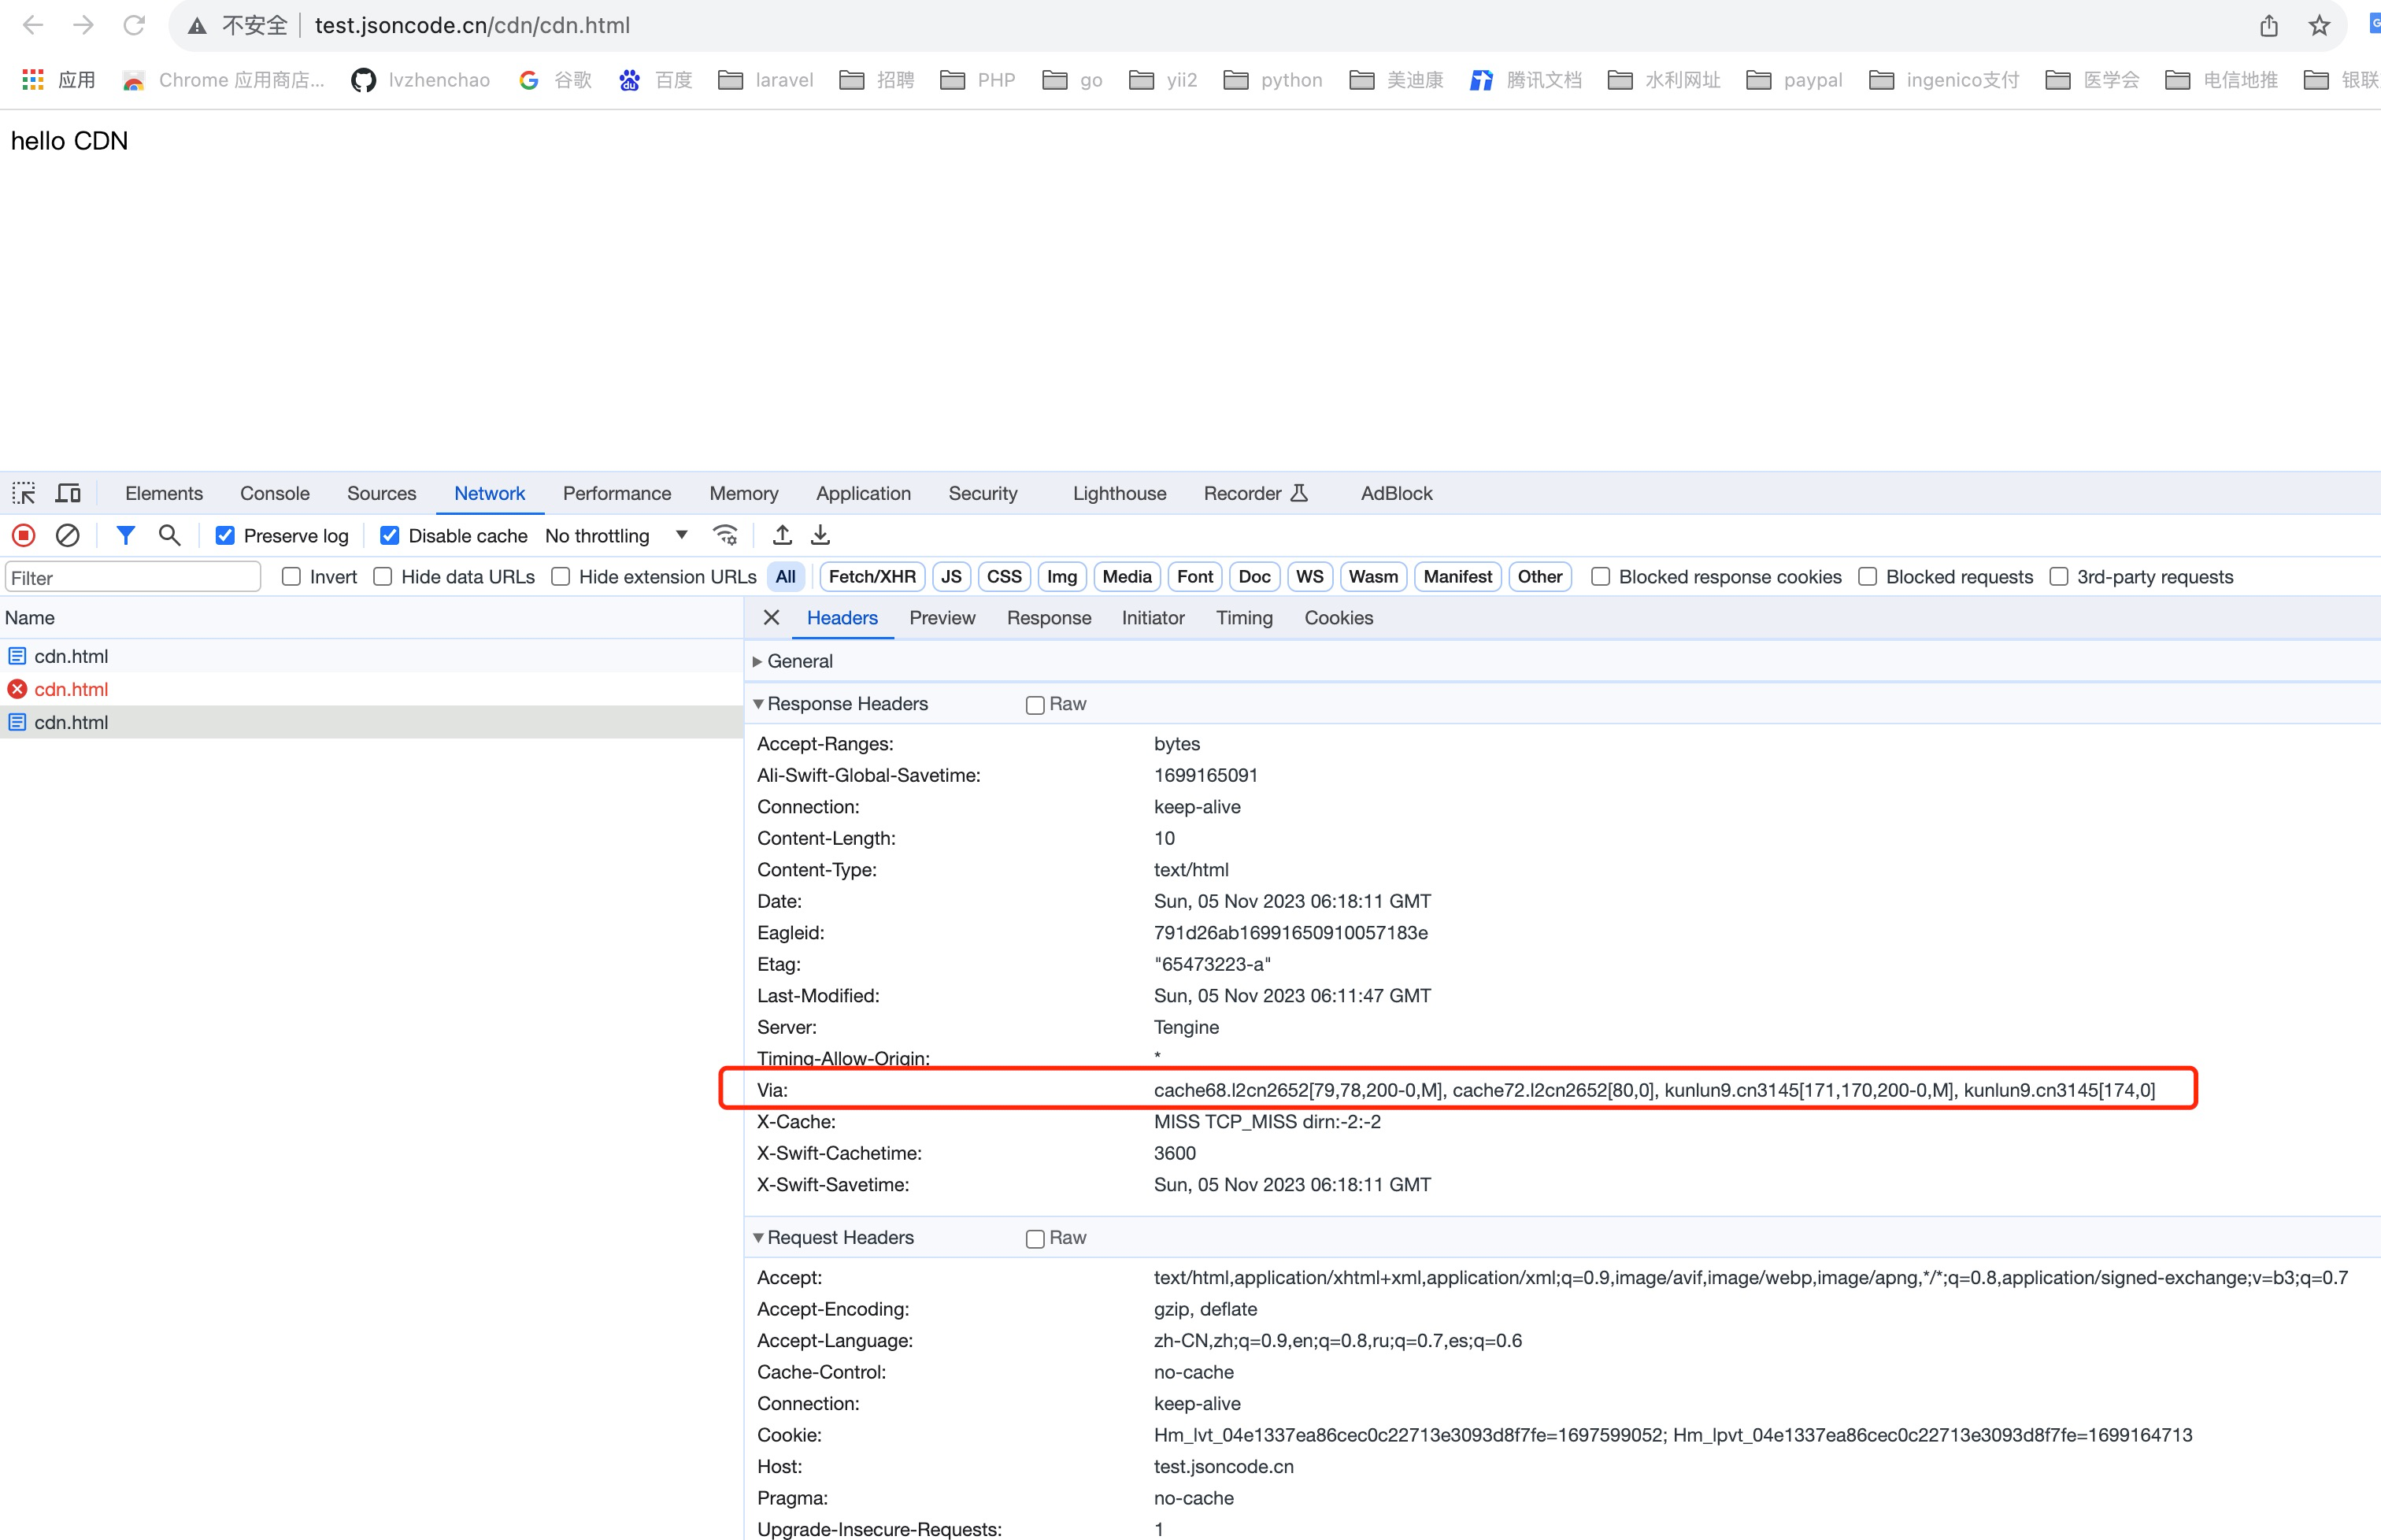 不安全 test.jsoncode.cn/cdn/cdn.html
应用 Chrome 应用商店... lvzhenchao 谷歌 百度 laravel 招聘 PHP go yii2 python 美迪康 腾讯文档 水利网址 paypal ingenico支付 医学会 电信地推 银联
hello CDN
Elements Console Sources Network Performance Memory Application Security Lighthouse Recorder AdBlock
Preserve log Disable cache No throttling
Filter Invert Hide data URLs Hide extension URLs All Fetch/XHR JS CSS Img Media Font Doc WS Wasm Manifest Other Blocked response cookies Blocked requests 3rd-party requests
Name
cdn.html
cdn.html
cdn.html
Headers Preview Response Initiator Timing Cookies
General
Response Headers Raw
Accept-Ranges: bytes
Ali-Swift-Global-Savetime: 1699165091
Connection: keep-alive
Content-Length: 10
Content-Type: text/html
Date: Sun, 05 Nov 2023 06:18:11 GMT
Eagleid: 791d26ab16991650910057183e
Etag: "65473223-a"
Last-Modified: Sun, 05 Nov 2023 06:11:47 GMT
Server: Tengine
Timing-Allow-Origin: *
Via: cache68.l2cn2652[79,78,200-0,M], cache72.l2cn2652[80,0], kunlun9.cn3145[171,170,200-0,M], kunlun9.cn3145[174,0]
X-Cache: MISS TCP_MISS dirn:-2:-2
X-Swift-Cachetime: 3600
X-Swift-Savetime: Sun, 05 Nov 2023 06:18:11 GMT
Request Headers Raw
Accept: text/html,application/xhtml+xml,application/xml;q=0.9,image/avif,image/webp,image/apng,*/*;q=0.8,application/signed-exchange;v=b3;q=0.7
Accept-Encoding: gzip, deflate
Accept-Language: zh-CN,zh;q=0.9,en;q=0.8,ru;q=0.7,es;q=0.6
Cache-Control: no-cache
Connection: keep-alive
Cookie: Hm_lvt_04e1337ea86cec0c22713e3093d8f7fe=1697599052; Hm_lpvt_04e1337ea86cec0c22713e3093d8f7fe=1699164713
Host: test.jsoncode.cn
Pragma: no-cache
Upgrade-Insecure-Requests: 1